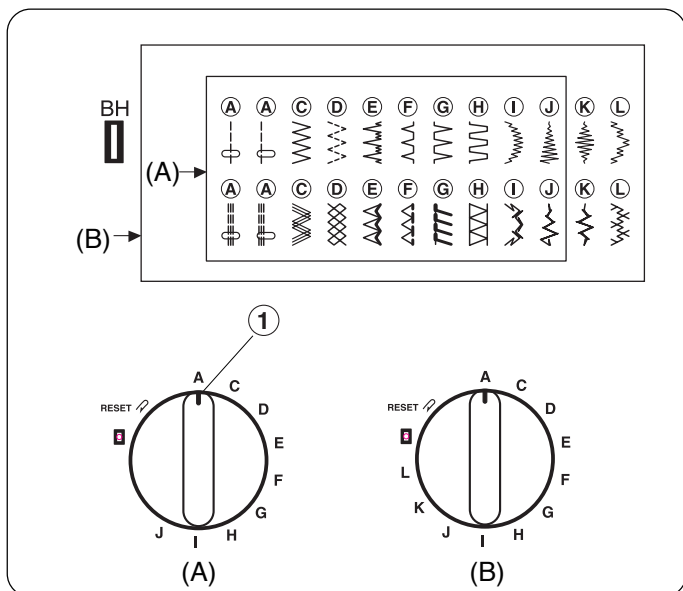 BH
A A C D E F G H I J K L
(A)
A A C D E F G H I J K L
(B)
1
A
C
D
E
F
G
H
I
J
RESET
(A)
A
C
D
E
F
G
H
I
J
K
L
RESET
(B)